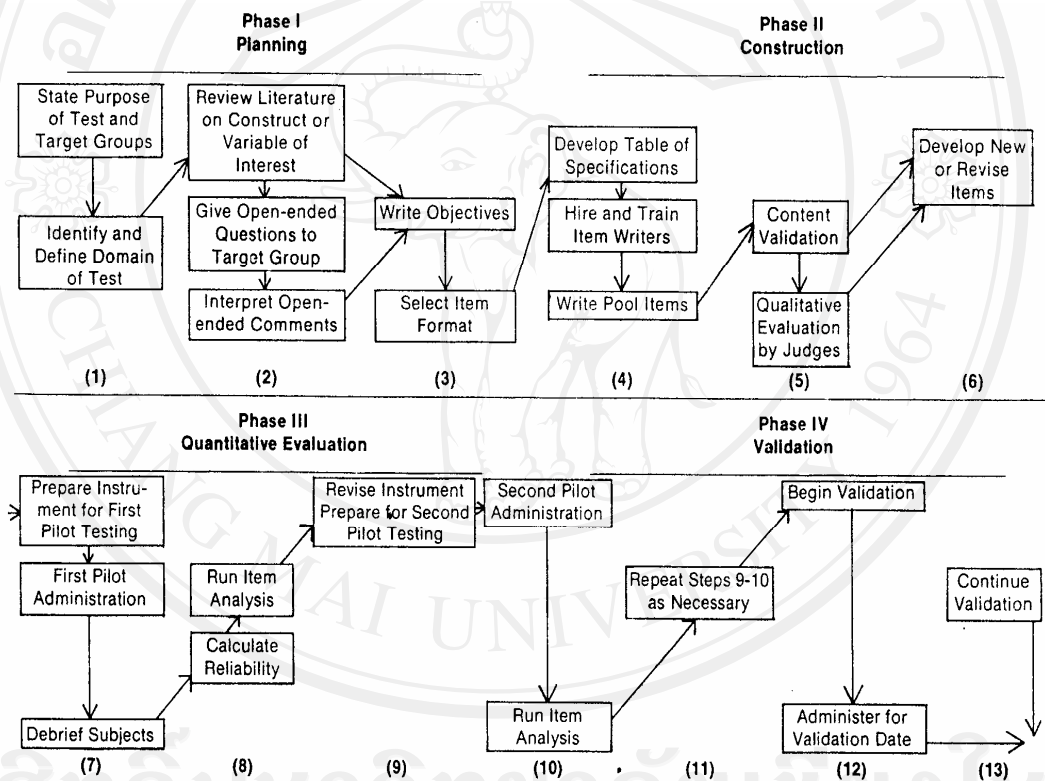 Phase I
Planning
Phase II
Construction
State Purpose
of Test and
Target Groups
Identify and
Define Domain
of Test
(1)
Review Literature
on Construct or
Variable of
Interest
Give Open-ended
Questions to
Target Group
Interpret Open-
ended Comments
(2)
Write Objectives
Select Item
Format
(3)
Develop Table of
Specifications
Hire and Train
Item Writers
Write Pool Items
(4)
Content
Validation
Qualitative
Evaluation
by Judges
(5)
Develop New
or Revise
Items
(6)
Phase III
Quantitative Evaluation
Phase IV
Validation
Prepare Instru-
ment for First
Pilot Testing
First Pilot
Administration
Debrief Subjects
(7)
Run Item
Analysis
Calculate
Reliability
(8)
Revise Instrument
Prepare for Second
Pilot Testing
(9)
Second Pilot
Administration
Run Item
Analysis
(10)
Repeat Steps 9-10
as Necessary
(11)
Begin Validation
Administer for
Validation Date
(12)
Continue
Validation
(13)
CHIANG MAI UNIVERSITY 1964